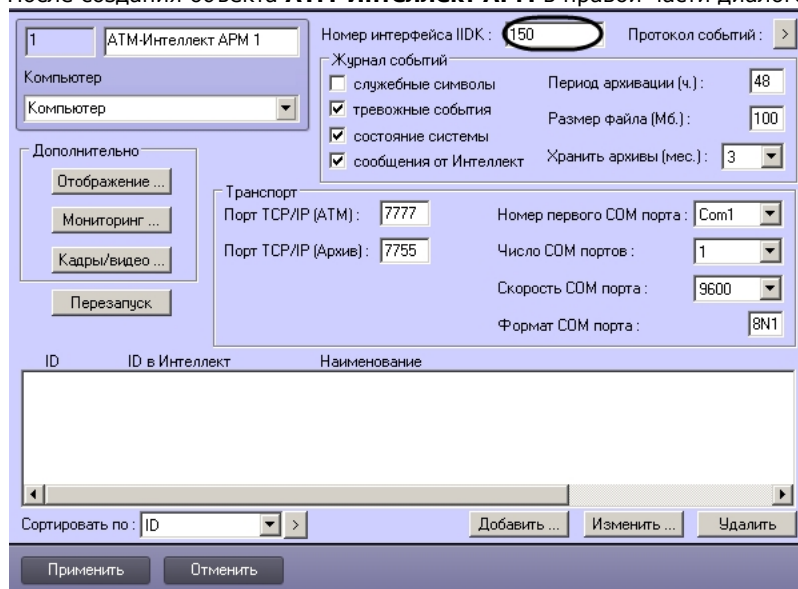 После создания объекта АТМ-Интеллект АРМ в правой части диалого
1 АТМ-Интеллект АРМ 1 Номер интерфейса IIDK : 150 Протокол событий : >
Компьютер
Компьютер
Журнал событий
служебные символы Период архивации (ч.) : 48
тревожные события Размер файла (Мб.) : 100
состояние системы
сообщения от Интеллект Хранить архивы (мес.) : 3
Дополнительно
Отображение ...
Мониторинг ...
Кадры/видео ...
Перезапуск
Транспорт
Порт TCP/IP (АТМ) : 7777 Номер первого COM порта : Com1
Порт TCP/IP (Архив) : 7755 Число COM портов : 1
Скорость COM порта : 9600
Формат COM порта : 8N1
ID ID в Интеллект Наименование
Сортировать по : ID > Добавить ... Изменить ... Удалить
Применить Отменить